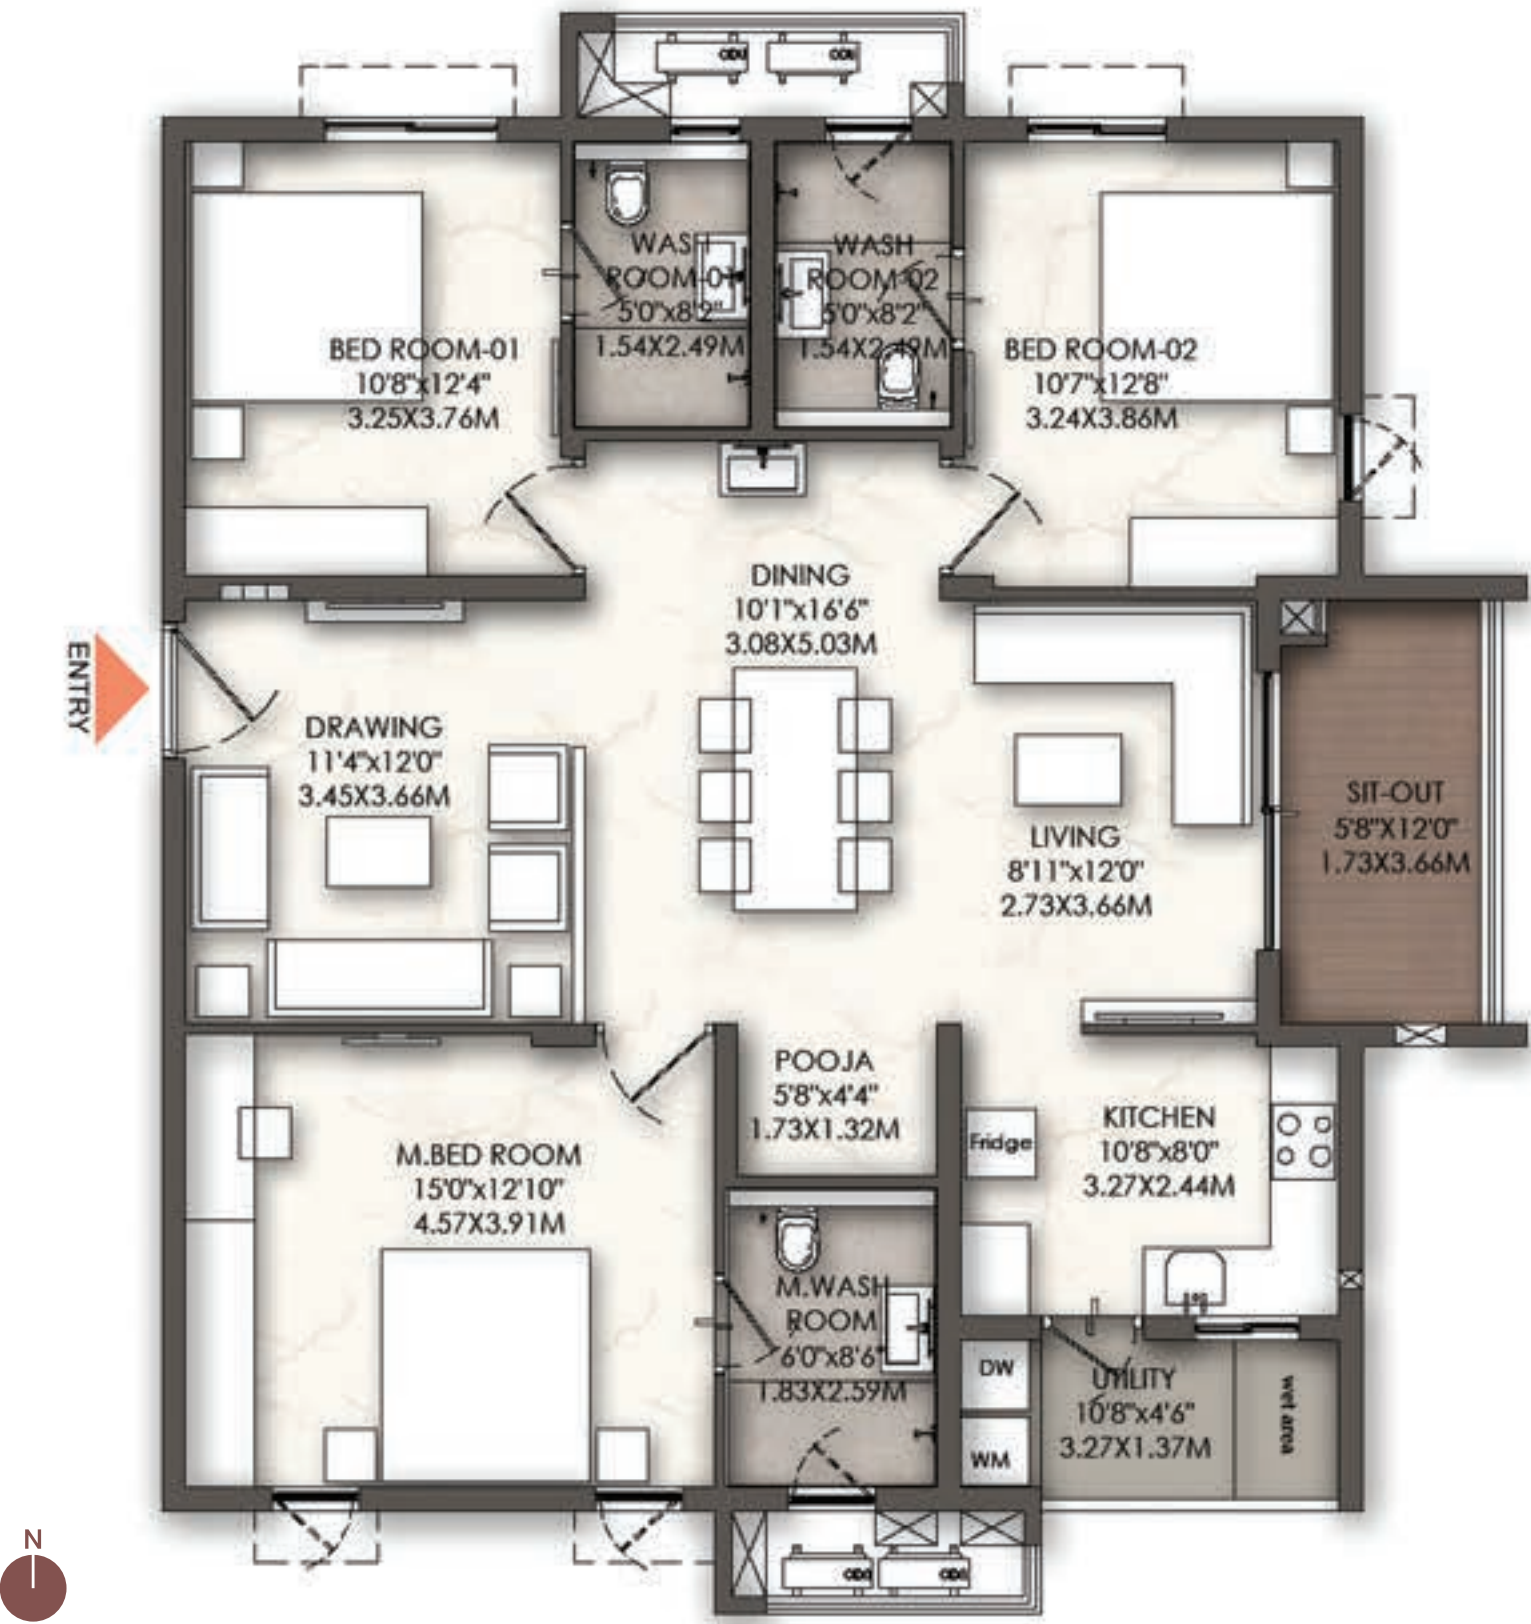 ODU
ODU
WASH
ROOM-01
5'0"x8'2"
1.54X2.49M
WASH
ROOM-02
5'0"x8'2"
1.54X2.49M
BED ROOM-01
10'8"x12'4"
3.25X3.76M
BED ROOM-02
10'7"x12'8"
3.24X3.86M
DINING
10'1"x16'6"
3.08X5.03M
ENTRY
DRAWING
11'4"x12'0"
3.45X3.66M
SIT-OUT
5'8"X12'0"
1.73X3.66M
LIVING
8'11"x12'0"
2.73X3.66M
POOJA
5'8"x4'4"
1.73X1.32M
Fridge
KITCHEN
10'8"x8'0"
3.27X2.44M
M.BED ROOM
15'0"x12'10"
4.57X3.91M
M.WASH
ROOM
6'0"x8'6"
1.83X2.59M
DW
WM
UTILITY
10'8"x4'6"
3.27X1.37M
wet area
N
ODU
ODU